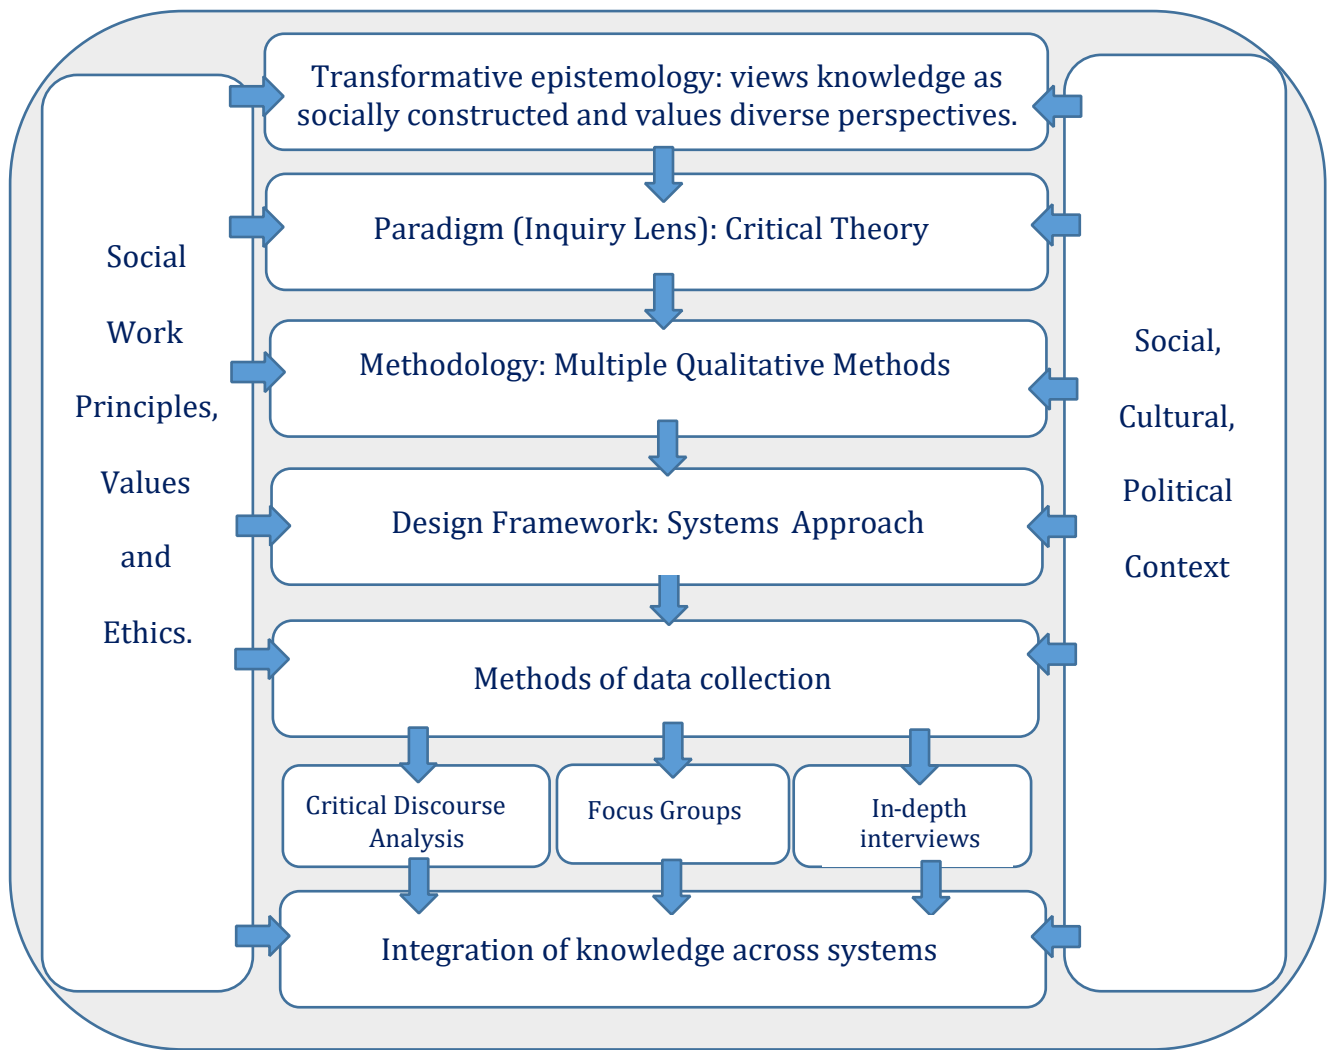 Transformative epistemology: views knowledge as
socially constructed and values diverse perspectives.
Paradigm (Inquiry Lens): Critical Theory
Methodology: Multiple Qualitative Methods
Design Framework: Systems Approach
Methods of data collection
Critical Discourse
Analysis
Focus Groups
In-depth
interviews
Integration of knowledge across systems
Social
Work
Principles,
Values
and
Ethics.
Social,
Cultural,
Political
Context